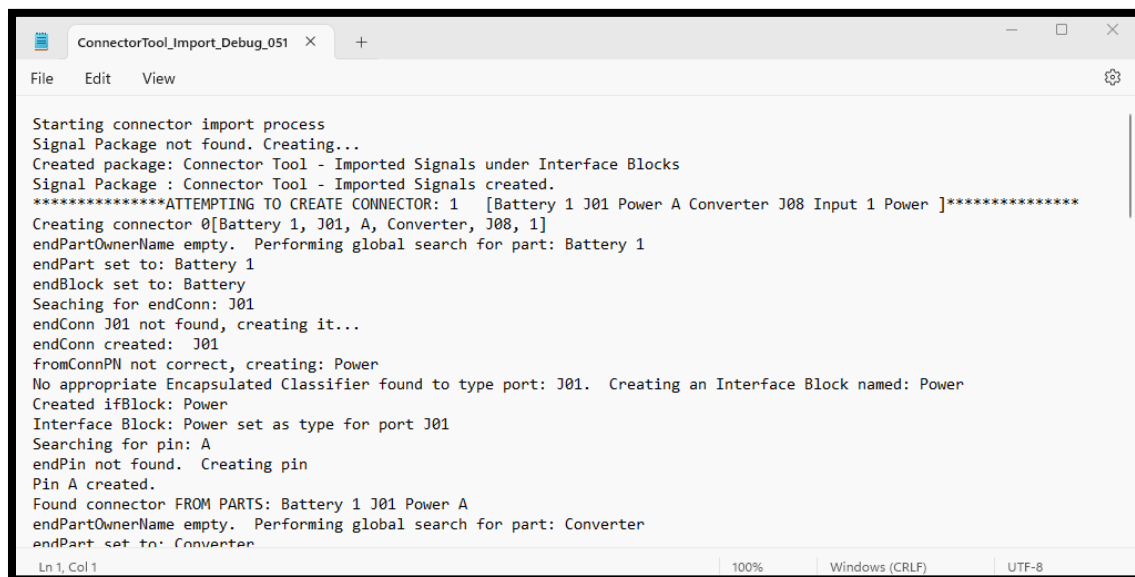 ConnectorTool_Import_Debug_051
File Edit View
Starting connector import process
Signal Package not found. Creating...
Created package: Connector Tool - Imported Signals under Interface Blocks
Signal Package : Connector Tool - Imported Signals created.
***************ATTEMPTING TO CREATE CONNECTOR: 1   [Battery 1 J01 Power A Converter J08 Input 1 Power ]***************
Creating connector 0[Battery 1, J01, A, Converter, J08, 1]
endPartOwnerName empty.  Performing global search for part: Battery 1
endPart set to: Battery 1
endBlock set to: Battery
Seaching for endConn: J01
endConn J01 not found, creating it...
endConn created:  J01
fromConnPN not correct, creating: Power
No appropriate Encapsulated Classifier found to type port: J01.  Creating an Interface Block named: Power
Created ifBlock: Power
Interface Block: Power set as type for port J01
Searching for pin: A
endPin not found.  Creating pin
Pin A created.
Found connector FROM PARTS: Battery 1 J01 Power A
endPartOwnerName empty.  Performing global search for part: Converter
endPart set to: Converter
Ln 1, Col 1 100% Windows (CRLF) UTF-8